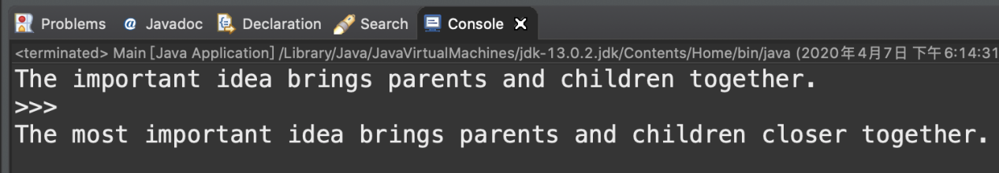 Problems @ Javadoc Declaration Search Console
<terminated> Main [Java Application] /Library/Java/JavaVirtualMachines/jdk-13.0.2.jdk/Contents/Home/bin/java (2020年4月7日 下午6:14:31
The important idea brings parents and children together.
>>>
The most important idea brings parents and children closer together.